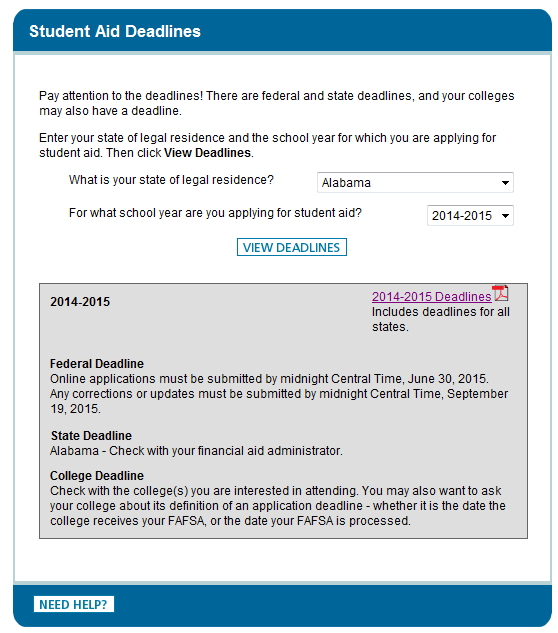 Student Aid Deadlines
Pay attention to the deadlines! There are federal and state deadlines, and your colleges
may also have a deadline.
Enter your state of legal residence and the school year for which you are applying for
student aid. Then click View Deadlines.
What is your state of legal residence? Alabama
For what school year are you applying for student aid? 2014-2015
VIEW DEADLINES
2014-2015
2014-2015 Deadlines
Includes deadlines for all
states.
Federal Deadline
Online applications must be submitted by midnight Central Time, June 30, 2015.
Any corrections or updates must be submitted by midnight Central Time, September
19, 2015.
State Deadline
Alabama - Check with your financial aid administrator.
College Deadline
Check with the college(s) you are interested in attending. You may also want to ask
your college about its definition of an application deadline - whether it is the date the
college receives your FAFSA, or the date your FAFSA is processed.
NEED HELP?